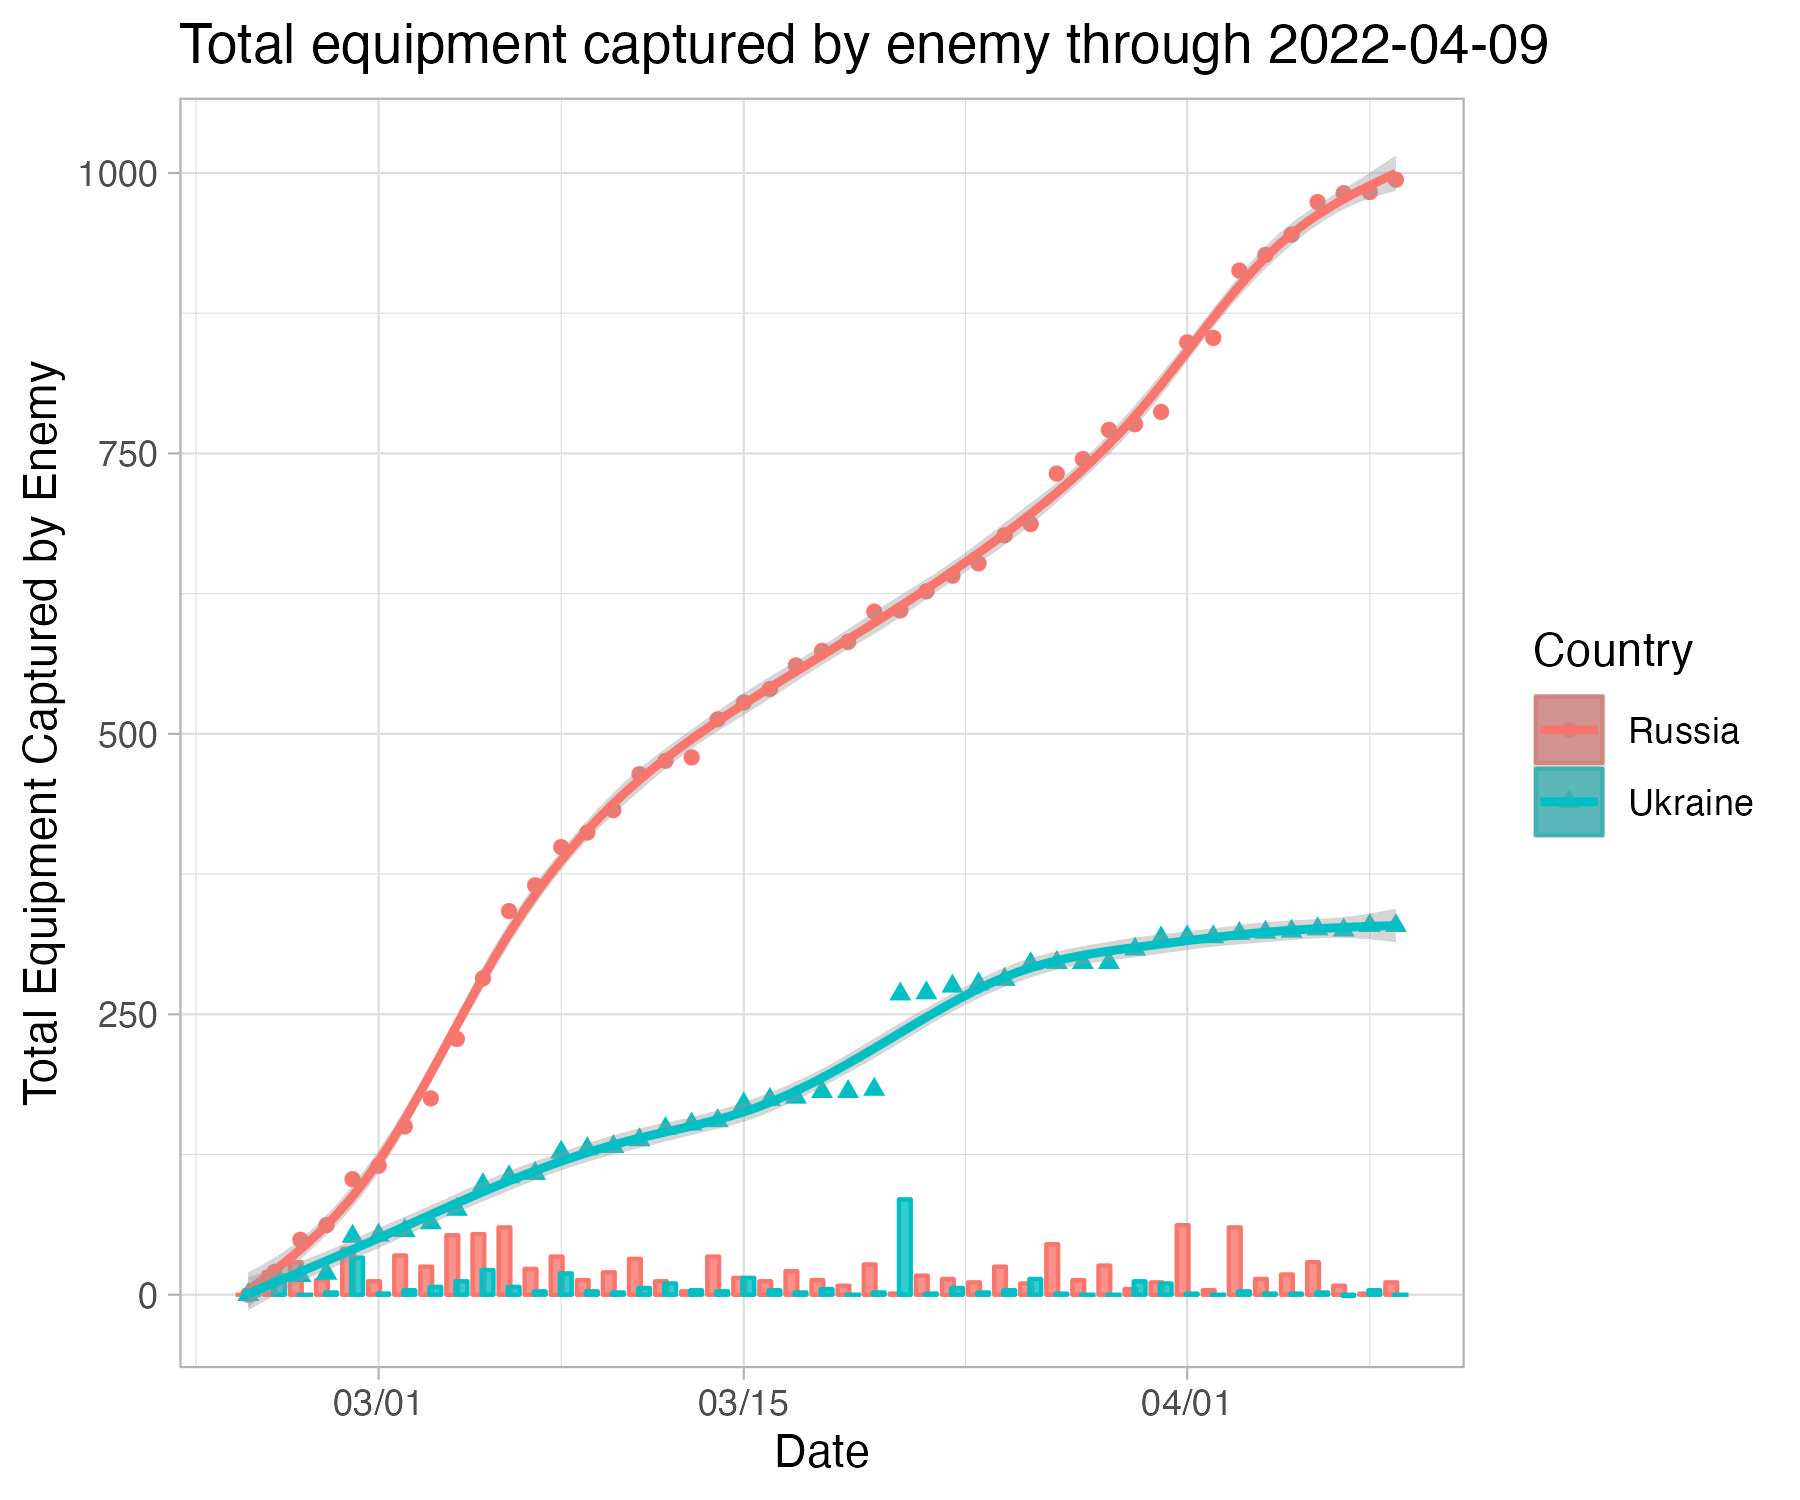 Total equipment captured by enemy through 2022-04-09
Total Equipment Captured by Enemy
1000
750
500
250
0
03/01
03/15
04/01
Date
Country
Russia
Ukraine